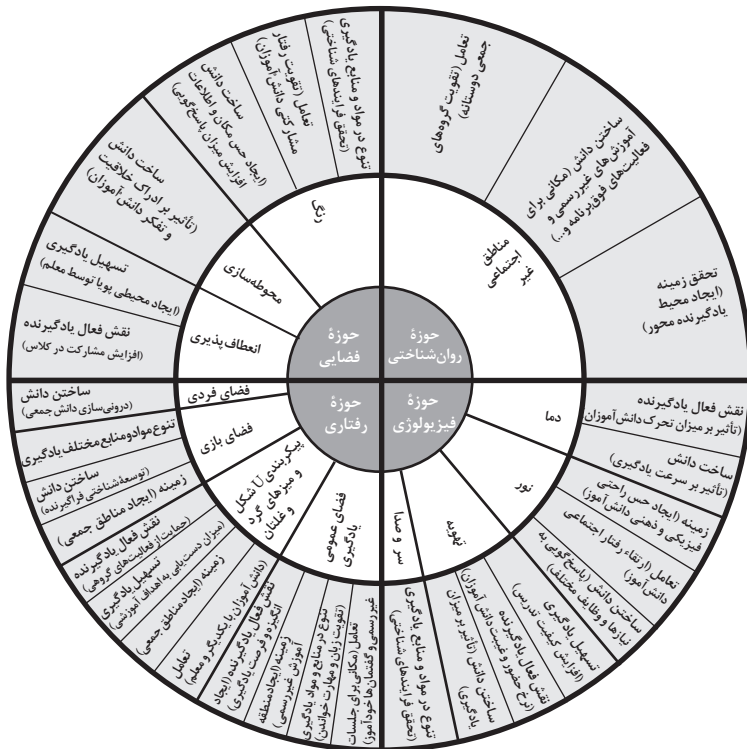 حوزهٔ
روان‌شناختی
مناطق
غیر
اجتماعی
تعامل (تقویت گروه‌های
جمعی دوستانه)
ساختن دانش (مکانی برای
آموزش‌های غیررسمی و
فعالیت‌های فوق‌برنامه و...)
تحقق زمینه
(ایجاد محیط
یادگیرنده محور)
حوزهٔ
فیزیولوژی
دما
نقش فعال یادگیرنده
(تأثیر بر میزان تحرک دانش‌آموزان)
ساخت دانش
(تأثیر بر سرعت یادگیری)
زمینه (ایجاد حس راحتی
فیزیکی و ذهنی دانش‌آموز)
نور
تعامل (ارتقاء رفتار اجتماعی
دانش‌آموز)
ساختن دانش (پاسخ‌گویی به
نیازها و وظایف مختلف)
تسهیل یادگیری
(افزایش کیفیت تدریس)
تهویه
نقش فعال یادگیرنده
(نرخ حضور و غیبت دانش‌آموزان)
ساختن دانش (تأثیر بر میزان
یادگیری)
سر و صدا
تنوع در مواد و منابع یادگیری
(تحقق فرایندهای شناختی)
حوزهٔ
رفتاری
فضای عمومی
یادگیری
تعامل (مکانی برای جلسات
غیررسمی و گفتمان‌ها خودآموز)
تنوع در منابع و مواد یادگیری
(تقویت زبان و مهارت خواندن)
زمینه (ایجاد منطقه
آموزش غیررسمی)
نقش فعال یادگیرنده (ایجاد
انگیزه و فرصت یادگیری)
پیکربندی U شکل
و میزهای گرد
و غلتان
تعامل
(دانش‌آموزان با یکدیگر و معلم)
زمینه (ایجاد مناطق جمعی)
تسهیل یادگیری
(میزان دست‌یابی به اهداف آموزشی)
نقش فعال یادگیرنده
(حمایت از فعالیت‌های گروهی)
فضای بازی
زمینه (ایجاد مناطق جمعی)
ساختن دانش
(توسعهٔ شناختی فراگیرنده)
تنوع مواد و منابع مختلف یادگیری
فضای فردی
ساختن دانش
(درونی‌سازی دانش جمعی)
حوزهٔ
فضایی
انعطاف‌پذیری
نقش فعال یادگیرنده
(افزایش مشارکت در کلاس)
تسهیل یادگیری
(ایجاد محیطی پویا توسط معلم)
محوطه‌سازی
ساخت دانش
(تأثیر بر ادراک خلاقیت
و تفکر دانش‌آموزان)
رنگ
ساخت دانش
(ایجاد حس مکان و اطلاعات
افزایش میزان پاسخ‌گویی)
تعامل (تقویت رفتار
مشارکتی دانش‌آموزان)
تنوع در مواد و منابع یادگیری
(تحقق فرایندهای شناختی)